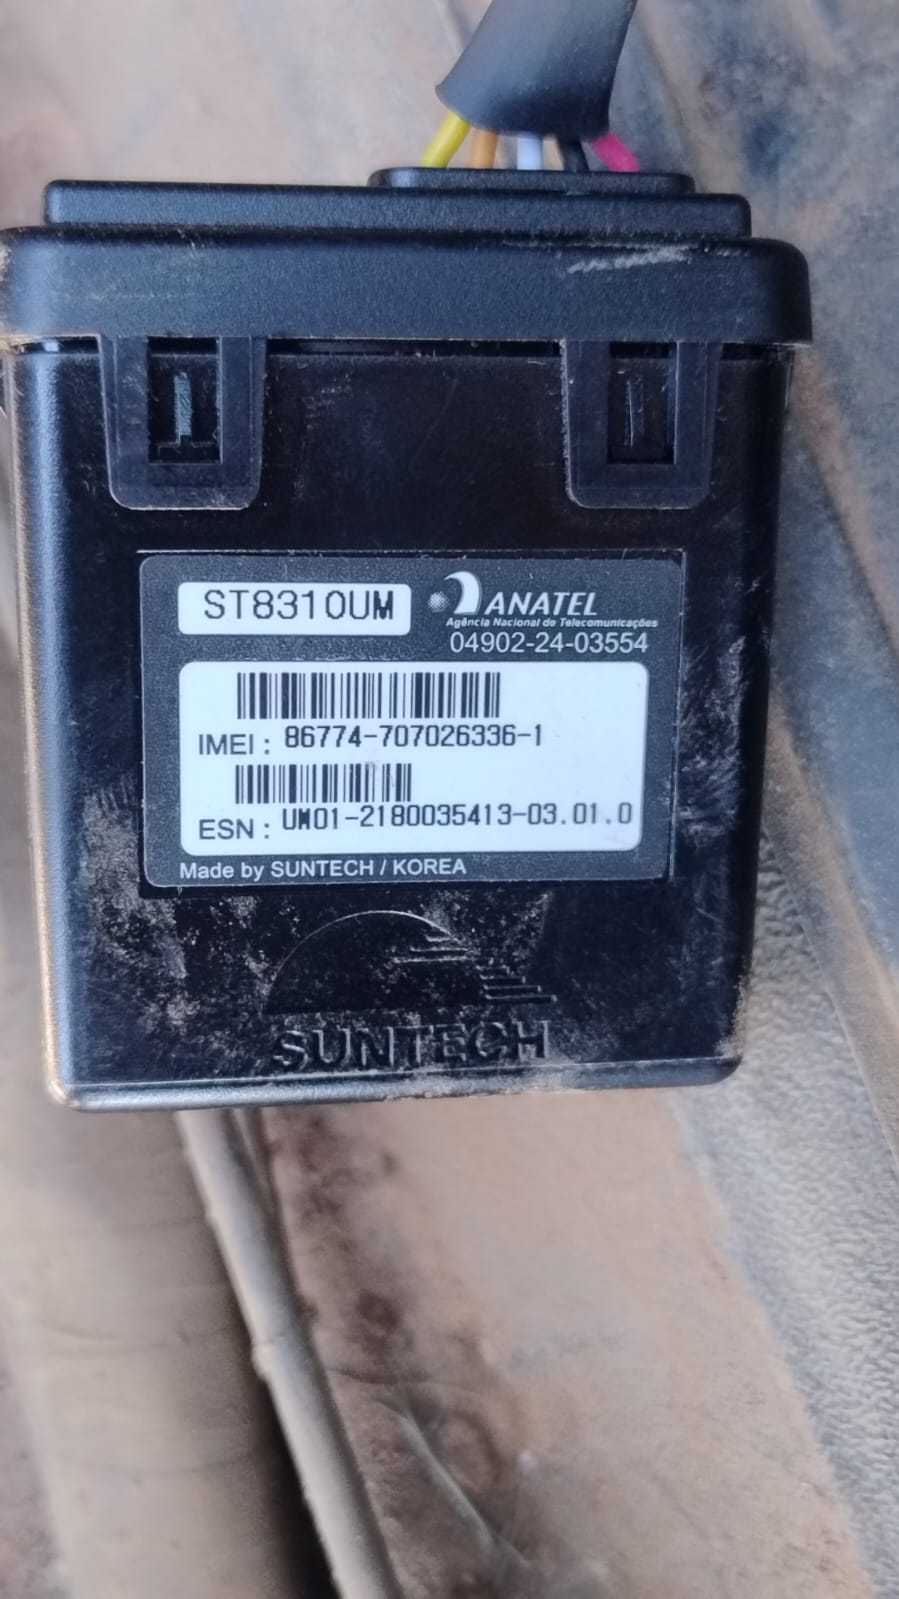 ST8310UM
ANATEL
Agência Nacional de Telecomunicações
04902-24-03554
IMEI : 86774-707026336-1
ESN : UM01-2180035413-03.01.0
Made by SUNTECH / KOREA
SUNTECH